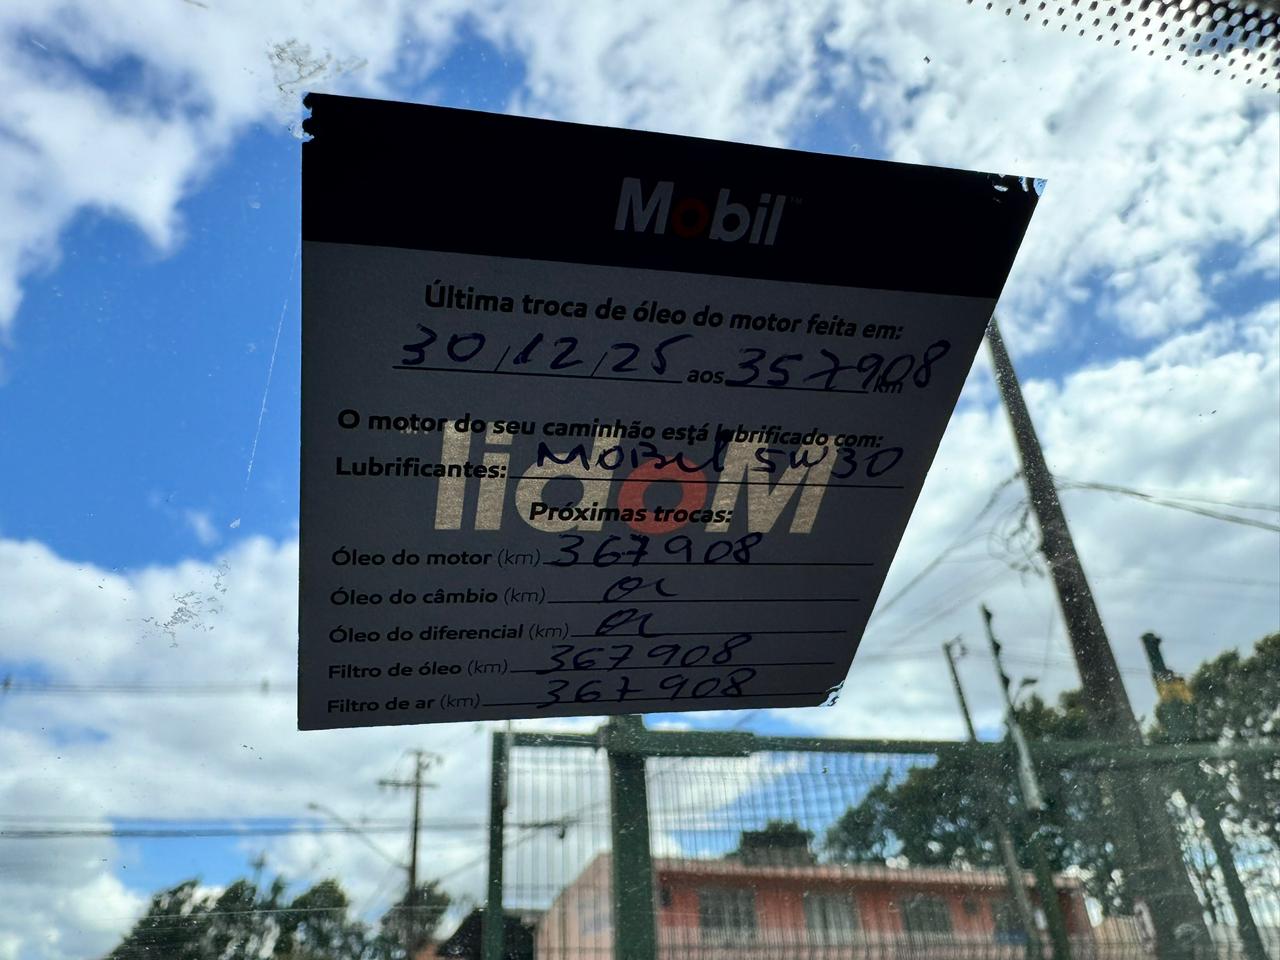 Mobil™
Última troca de óleo do motor feita em:
30/12/25 aos 357908 km
O motor do seu caminhão está lubrificado com:
Lubrificantes: MOBil 5W30
Próximas trocas:
Óleo do motor (km) 367908
Óleo do câmbio (km) OK
Óleo do diferencial (km) OK
Filtro de óleo (km) 367908
Filtro de ar (km) 367908
Mobil